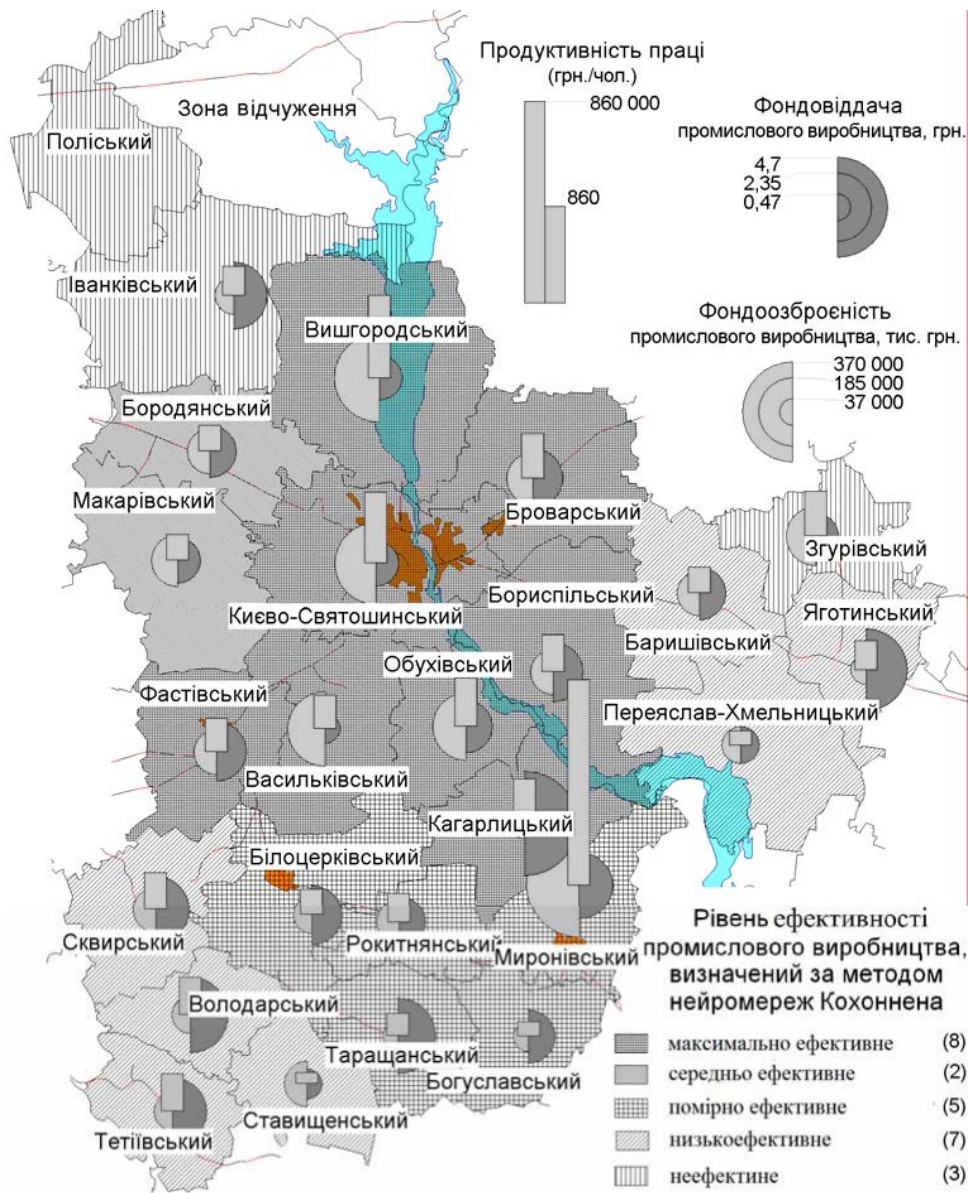 Продуктивність праці
(грн./чол.)
860 000
860
Фондовіддача
промислового виробництва, грн.
4,7
2,35
0,47
Фондоозброєність
промислового виробництва, тис. грн.
370 000
185 000
37 000
Зона відчуження
Поліський
Іванківський
Вишгородський
Бородянський
Макарівський
Броварський
Згурівський
Києво-Святошинський
Бориспільський
Баришівський
Яготинський
Обухівський
Фастівський
Переяслав-Хмельницький
Васильківський
Кагарлицький
Білоцерківський
Сквирський
Рокитнянський
Миронівський
Володарський
Таращанський
Богуславський
Ставищенський
Тетіївський
Рівень ефективності
промислового виробництва,
визначений за методом
нейромереж Кохоннена
максимально ефективне (8)
середньо ефективне (2)
помірно ефективне (5)
низькоефективне (7)
неефектине (3)